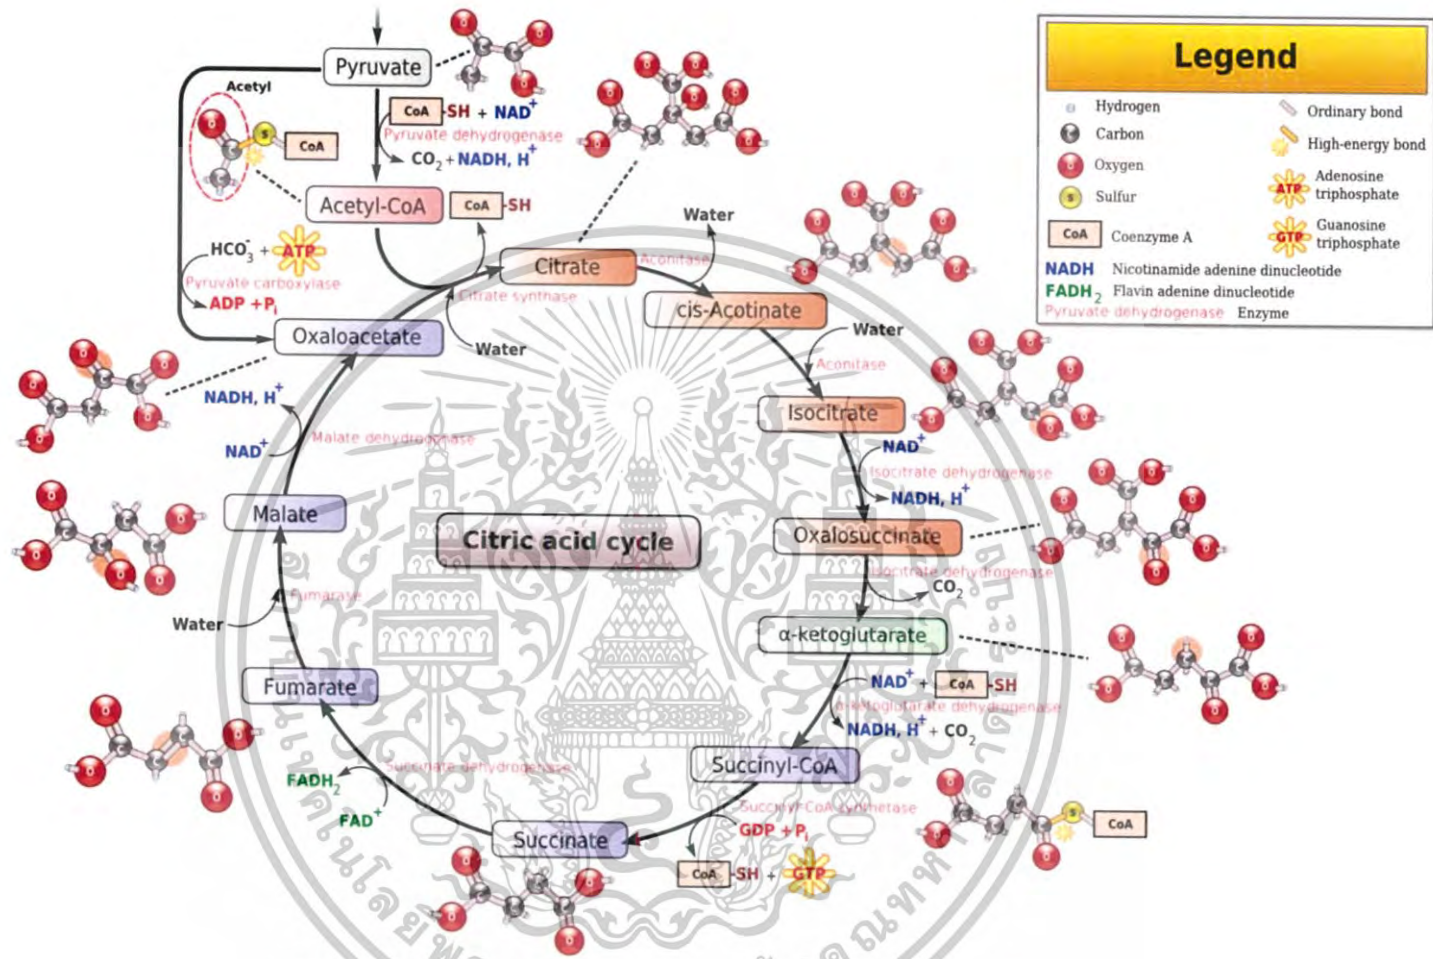 Pyruvate
Acetyl
CoA-SH + NAD+
Pyruvate dehydrogenase
CO2 + NADH, H+
S CoA
Acetyl-CoA
CoA-SH
HCO3- + ATP
Pyruvate carboxylase
ADP + Pi
Oxaloacetate
Citrate synthase
Water
Citrate
Aconitase
Water
cis-Acotinate
Water
Aconitase
Isocitrate
NAD+
Isocitrate dehydrogenase
NADH, H+
Oxalosuccinate
Isocitrate dehydrogenase
CO2
α-ketoglutarate
NAD+ + CoA-SH
α-ketoglutarate dehydrogenase
NADH, H+ + CO2
Succinyl-CoA
S CoA
Succinyl-CoA synthetase
GDP + Pi
CoA-SH + GTP
Succinate
Succinate dehydrogenase
FADH2
FAD+
Fumarate
Fumarase
Water
Malate
Malate dehydrogenase
NADH, H+
NAD+
Citric acid cycle
Legend
Hydrogen
Carbon
Oxygen
S Sulfur
CoA Coenzyme A
NADH Nicotinamide adenine dinucleotide
FADH2 Flavin adenine dinucleotide
Pyruvate dehydrogenase Enzyme
Ordinary bond
High-energy bond
ATP Adenosine
triphosphate
GTP Guanosine
triphosphate